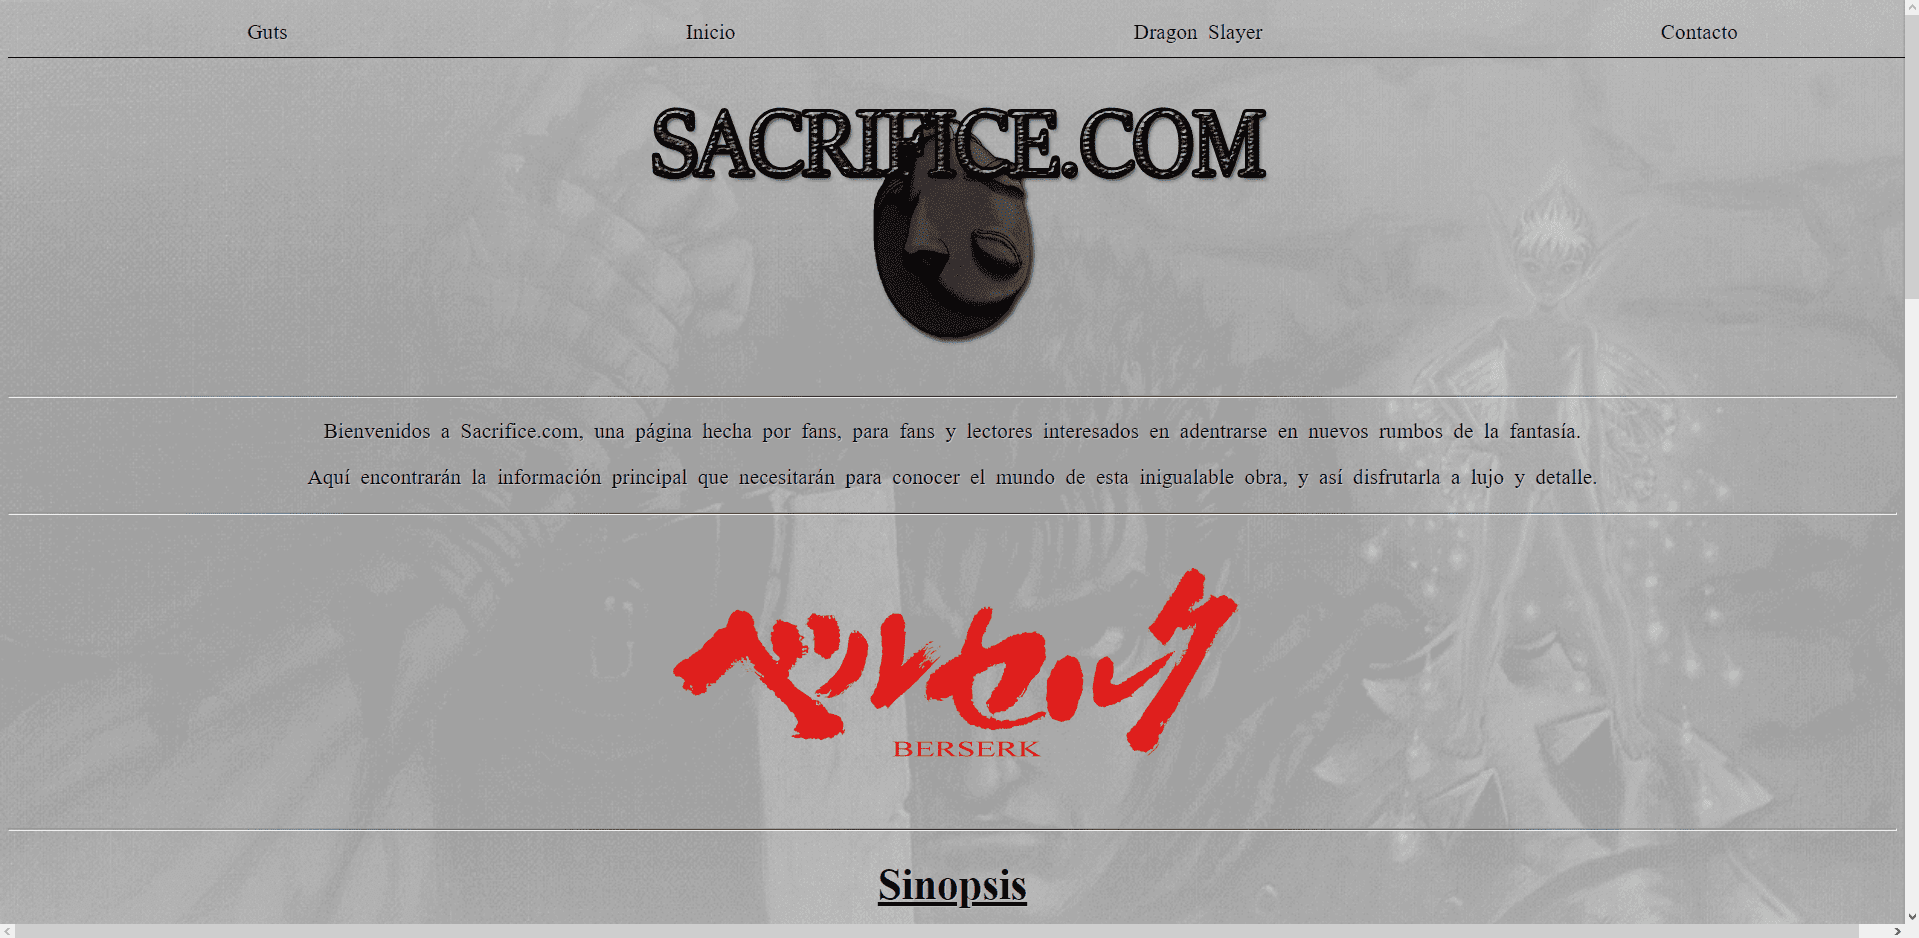 Guts Inicio Dragon Slayer Contacto
SACRIFICE.COM
Bienvenidos a Sacrifice.com, una página hecha por fans, para fans y lectores interesados en adentrarse en nuevos rumbos de la fantasía.
Aquí encontrarán la información principal que necesitarán para conocer el mundo de esta inigualable obra, y así disfrutarla a lujo y detalle.
ベルセルク
BERSERK
Sinopsis